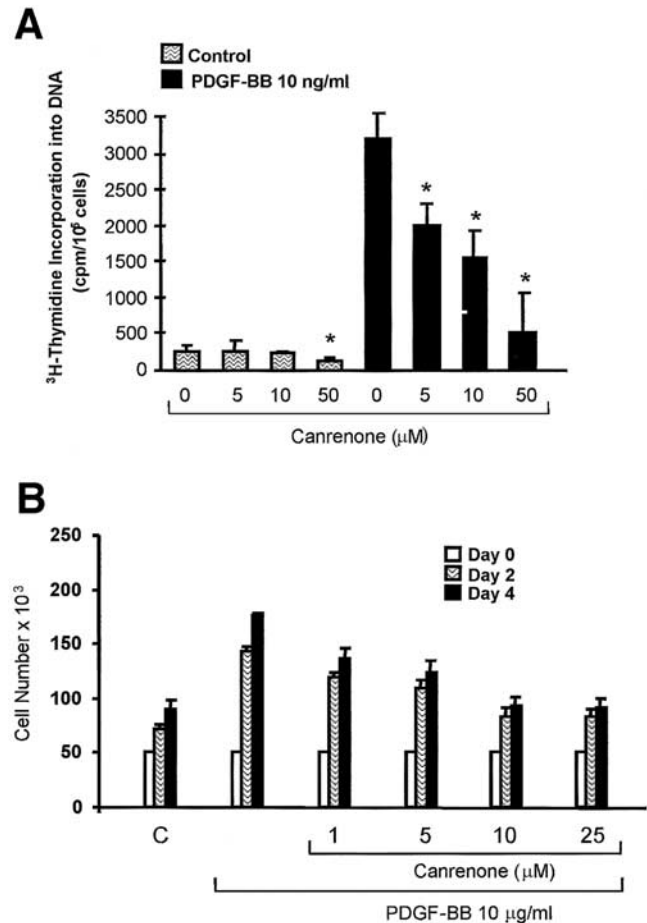 A
Control
PDGF-BB 10 ng/ml
³H-Thymidine Incorporation into DNA
(cpm/10⁶ cells)
3500
3000
2500
2000
1500
1000
500
0
*
*
*
*
0 5 10 50 0 5 10 50
Canrenone (μM)
B
Cell Number x 10³
250
200
150
100
50
0
Day 0
Day 2
Day 4
C 1 5 10 25
Canrenone (μM)
PDGF-BB 10 μg/ml